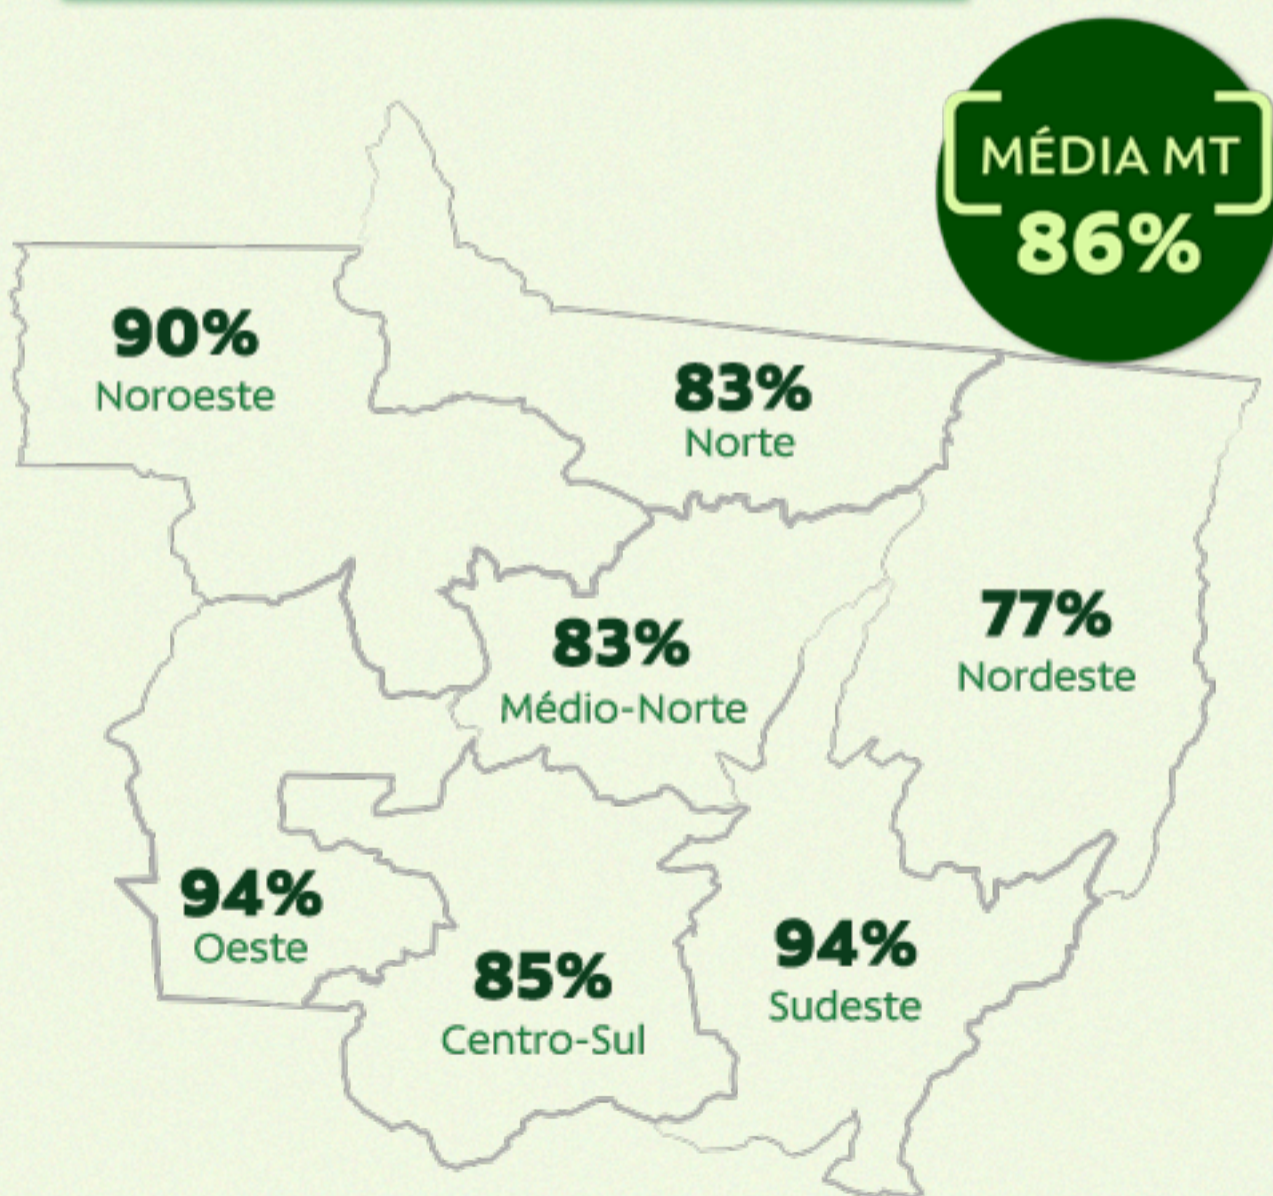 MÉDIA MT
86%
90%
Noroeste
83%
Norte
77%
Nordeste
83%
Médio-Norte
94%
Oeste
85%
Centro-Sul
94%
Sudeste